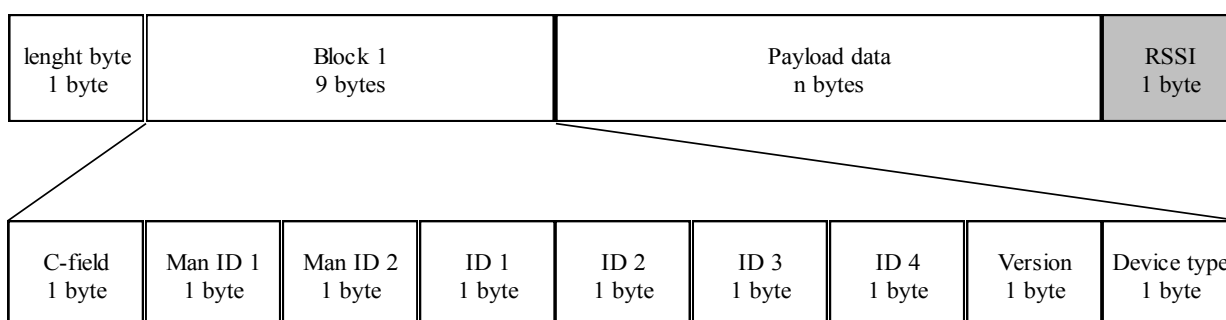 lenght byte
1 byte
Block 1
9 bytes
Payload data
n bytes
RSSI
1 byte
C-field
1 byte
Man ID 1
1 byte
Man ID 2
1 byte
ID 1
1 byte
ID 2
1 byte
ID 3
1 byte
ID 4
1 byte
Version
1 byte
Device type
1 byte